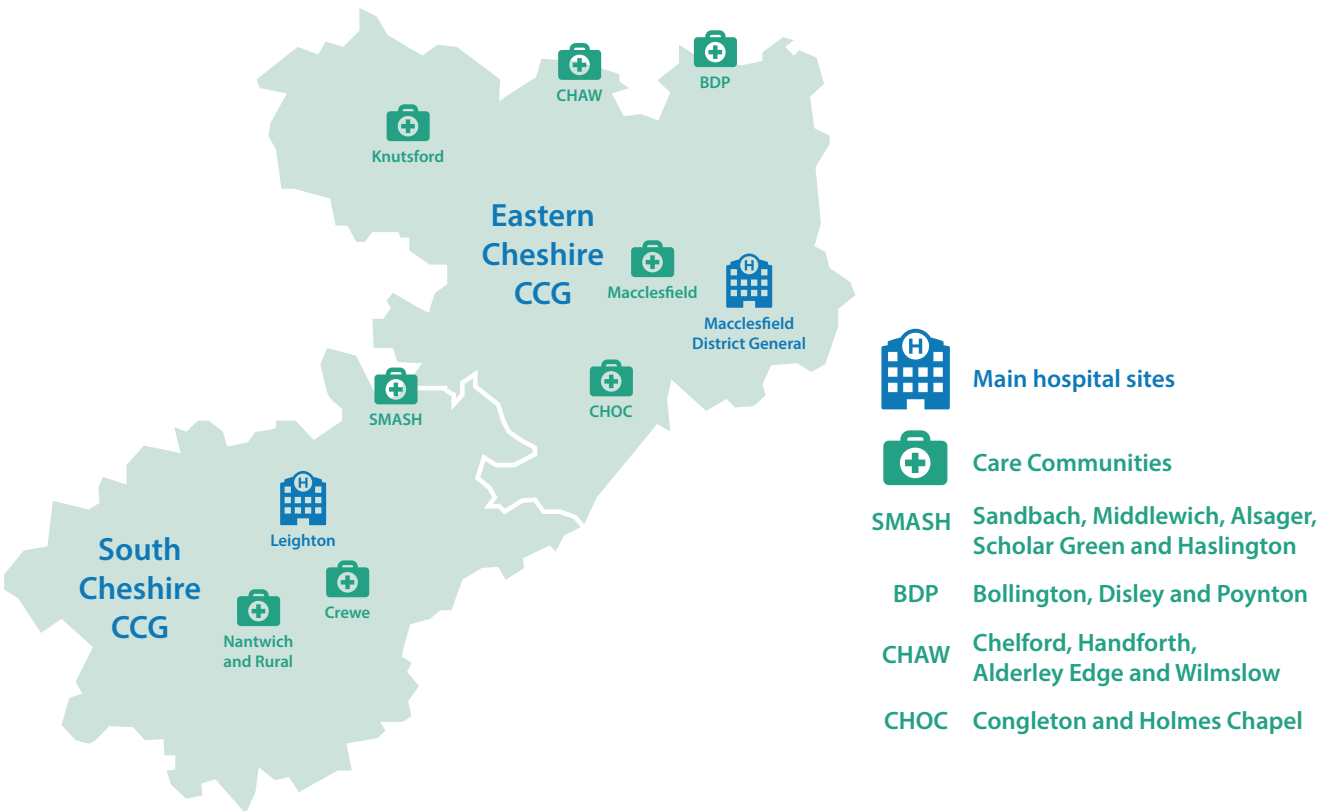 CHAW
BDP
Knutsford
Eastern
Cheshire
CCG
Macclesfield
H
Macclesfield
District General
SMASH
CHOC
H
Leighton
South
Cheshire
CCG
Crewe
Nantwich
and Rural
H
Main hospital sites
Care Communities
SMASH Sandbach, Middlewich, Alsager,
Scholar Green and Haslington
BDP Bollington, Disley and Poynton
CHAW Chelford, Handforth,
Alderley Edge and Wilmslow
CHOC Congleton and Holmes Chapel